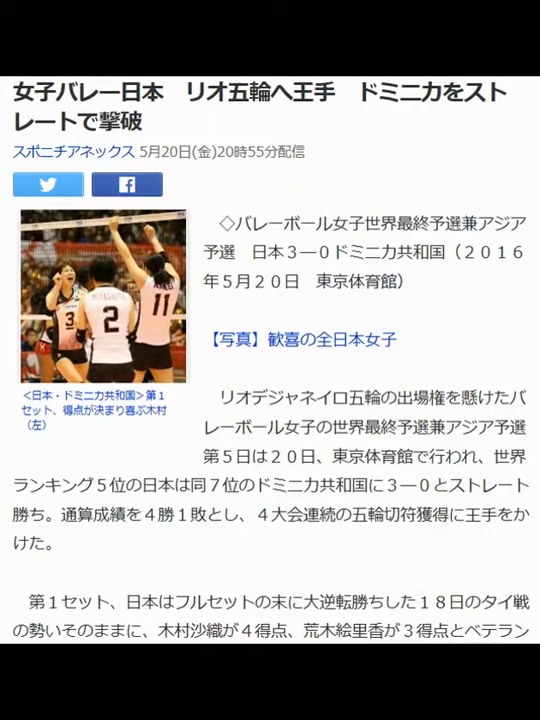 女子バレー日本　リオ五輪へ王手　ドミニカをスト
レートで撃破
スポニチアネックス 5月20日(金)20時55分配信
◇バレーボール女子世界最終予選兼アジア
予選　日本３―０ドミニカ共和国（２０１６
年５月２０日　東京体育館）
【写真】歓喜の全日本女子
3
2
11
＜日本・ドミニカ共和国＞第１
セット、得点が決まり喜ぶ木村
（左）
リオデジャネイロ五輪の出場権を懸けたバ
レーボール女子の世界最終予選兼アジア予選
第５日は２０日、東京体育館で行われ、世界
ランキング５位の日本は同７位のドミニカ共和国に３―０とストレート
勝ち。通算成績を４勝１敗とし、４大会連続の五輪切符獲得に王手をか
けた。
第１セット、日本はフルセットの末に大逆転勝ちした１８日のタイ戦
の勢いそのままに、木村沙織が４得点、荒木絵里香が３得点とベテラン